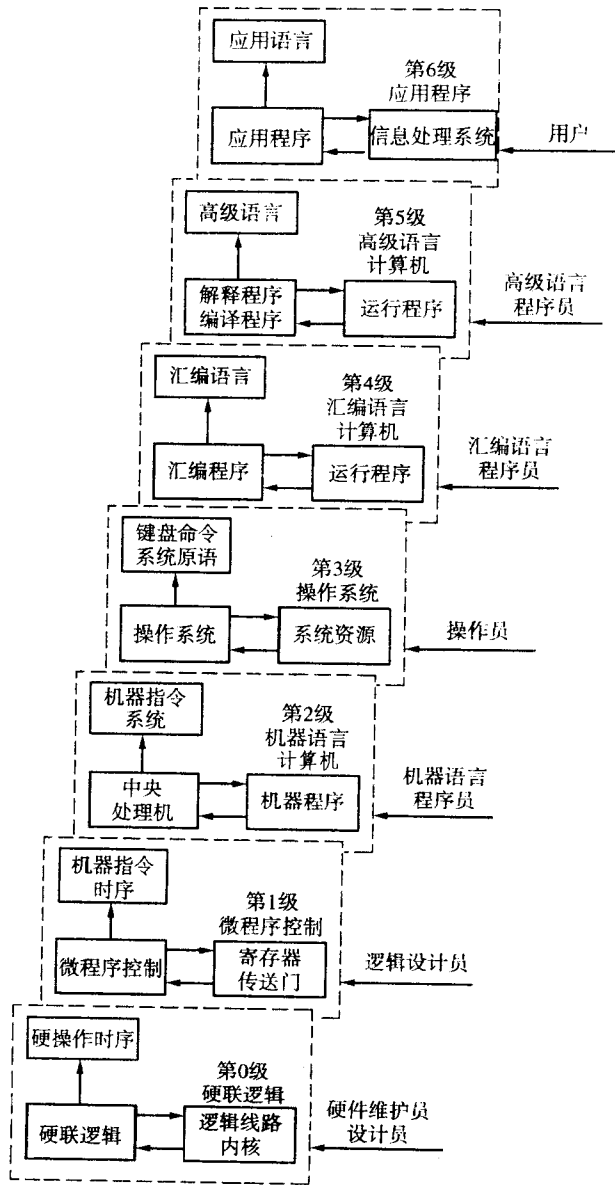 应用语言
第6级
应用程序
应用程序
信息处理系统
用户
高级语言
第5级
高级语言
计算机
解释程序
编译程序
运行程序
高级语言
程序员
汇编语言
第4级
汇编语言
计算机
汇编程序
运行程序
汇编语言
程序员
键盘命令
系统原语
第3级
操作系统
操作系统
系统资源
操作员
机器指令
系统
第2级
机器语言
计算机
中央
处理机
机器程序
机器语言
程序员
机器指令
时序
第1级
微程序控制
微程序控制
寄存器
传送门
逻辑设计员
硬操作时序
第0级
硬联逻辑
硬联逻辑
逻辑线路
内核
硬件维护员
设计员